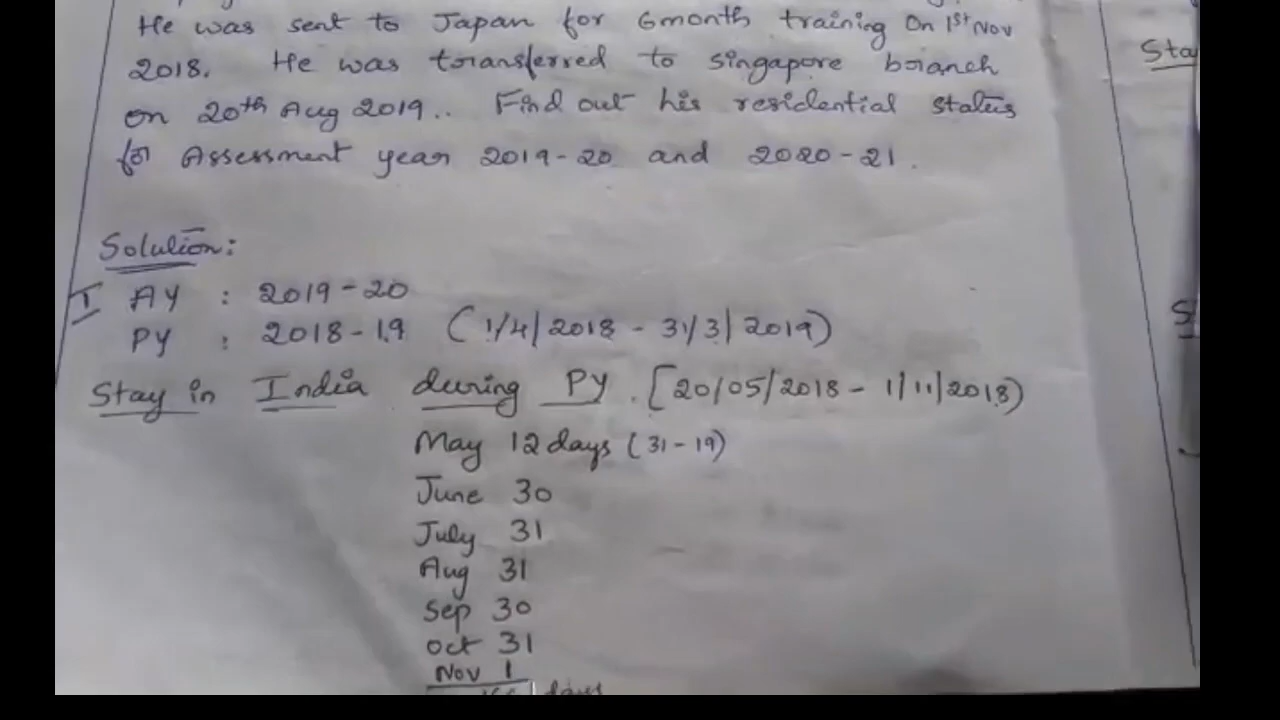 He was sent to Japan for 6month training On 1st Nov
2018. He was transferred to Singapore branch
on 20th Aug 2019.. Find out his residential status
for Assessment year 2019-20 and 2020-21.
Sta
Solution:
I AY : 2019-20
PY : 2018-19 (1/4/2018 - 31/3/2019)
S
Stay in India during PY. [20/05/2018 - 1/11/2018)
May 12 days (31-19)
June 30
July 31
Aug 31
Sep 30
Oct 31
Nov 1
days